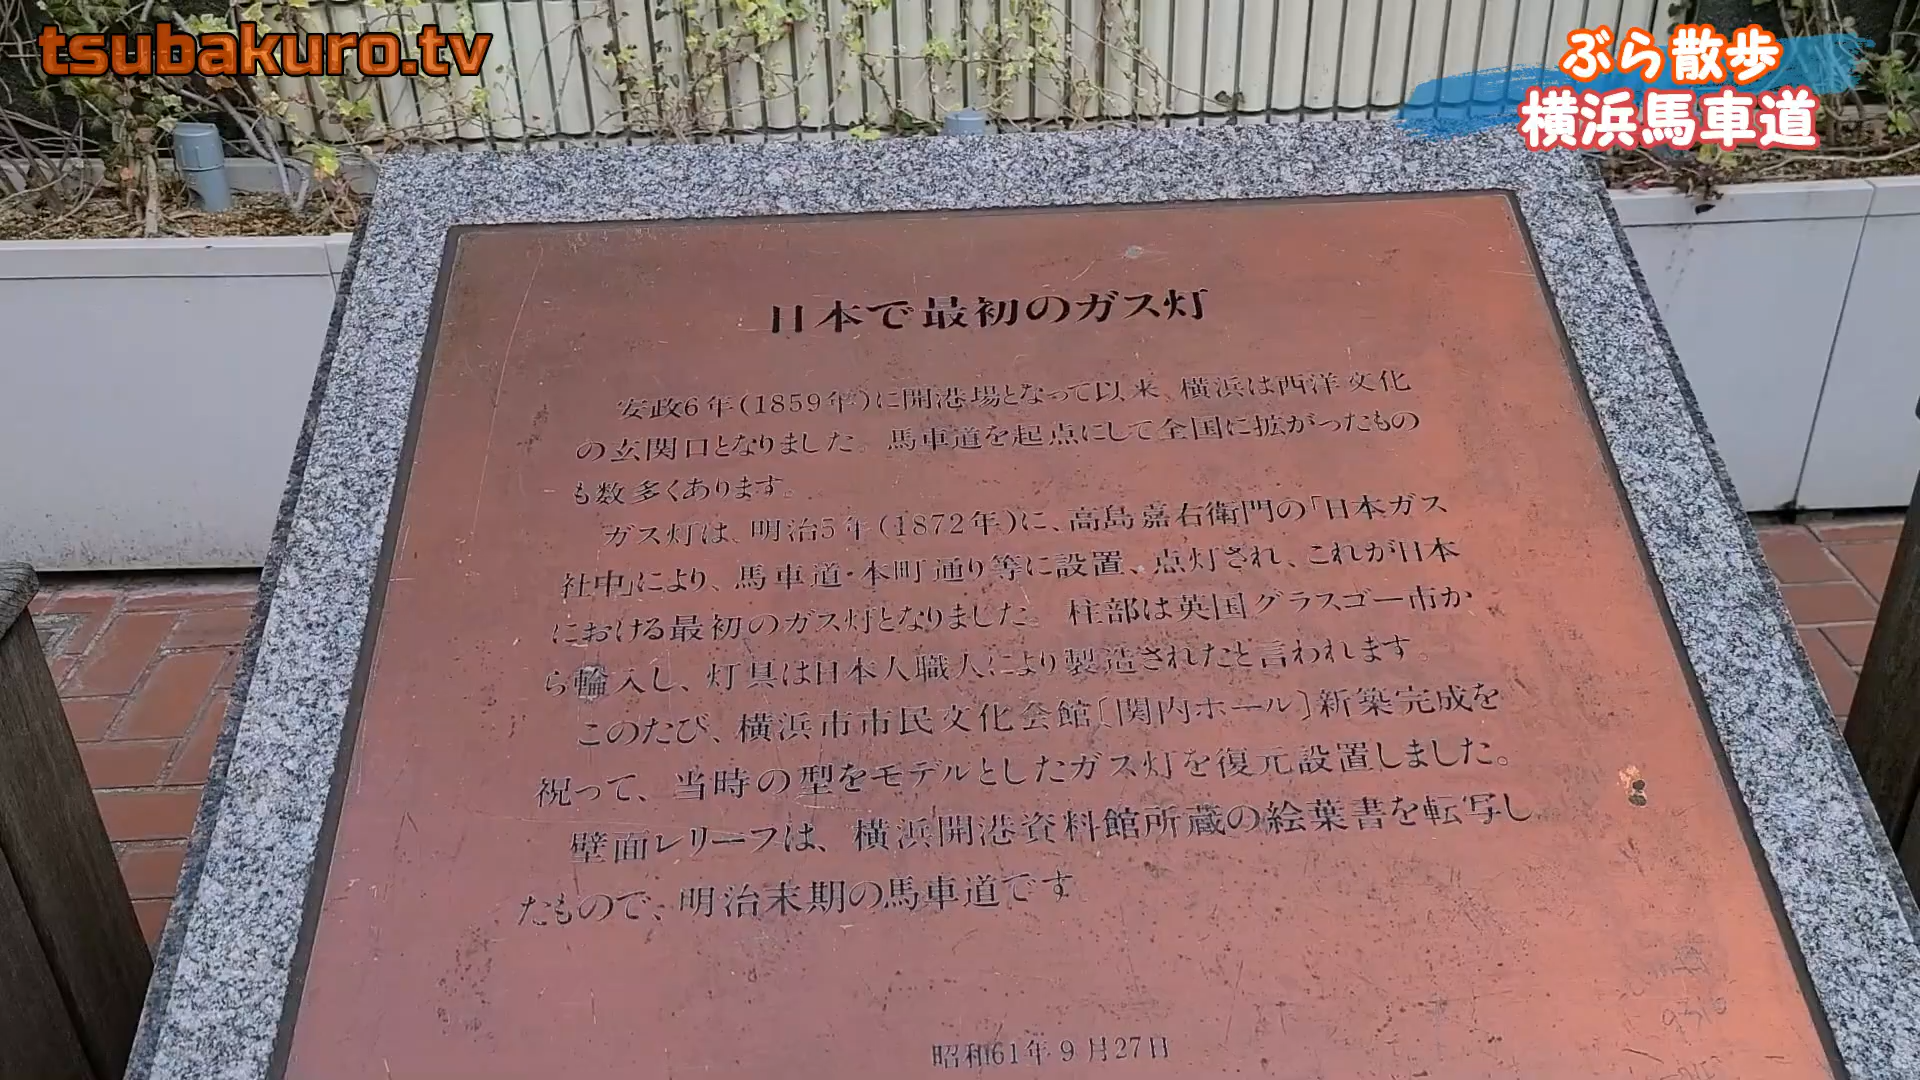 tsubakuro.tv
ぶら散歩
横浜馬車道
日本で最初のガス灯
安政6年(1859年)に開港場となって以来、横浜は西洋文化
の玄関口となりました。馬車道を起点にして全国に拡がったもの
も数多くあります。
ガス灯は、明治5年(1872年)に、高島嘉右衛門の「日本ガス
社中」により、馬車道・本町通り等に設置、点灯され、これが日本
における最初のガス灯となりました。柱部は英国グラスゴー市か
ら輸入し、灯具は日本人職人により製造されたと言われます。
このたび、横浜市市民文化会館〔関内ホール〕新築完成を
祝って、当時の型をモデルとしたガス灯を復元設置しました。
壁面レリーフは、横浜開港資料館所蔵の絵葉書を転写し
たもので、明治末期の馬車道です
昭和61年9月27日